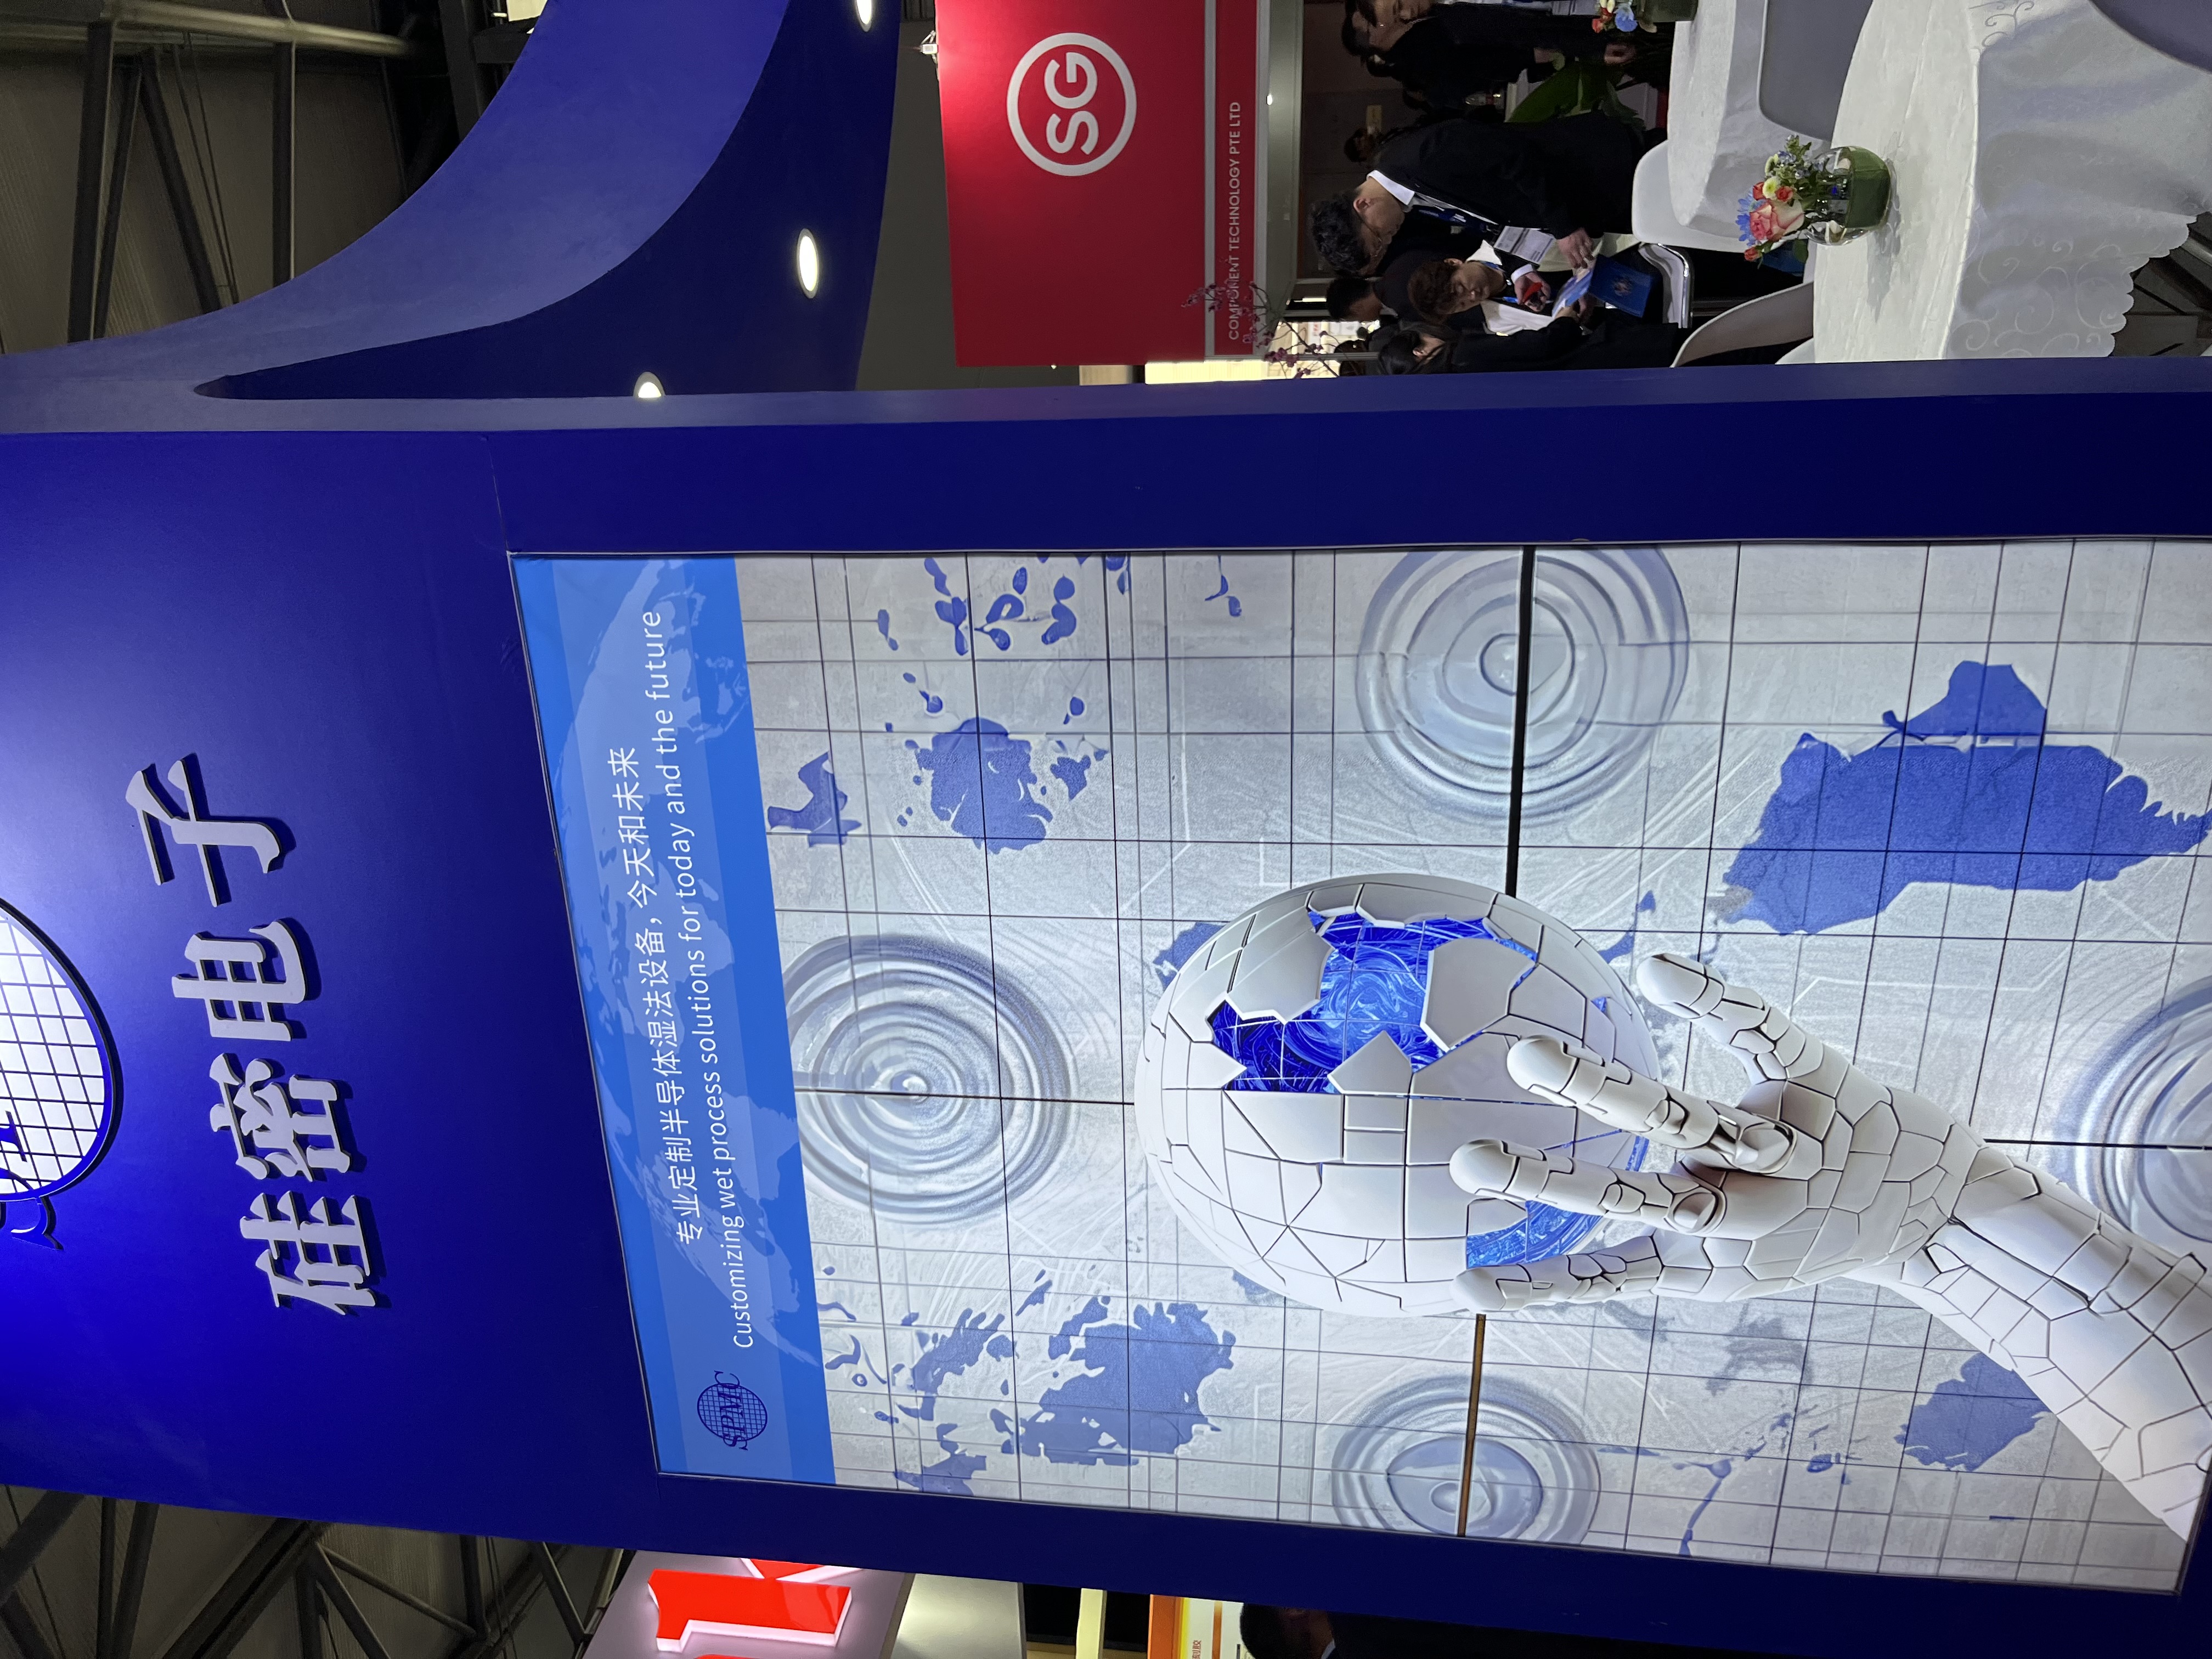 硅密电子
专业定制半导体湿法设备，今天和未来
Customizing wet process solutions for today and the future
SPMC
SG
COMPONENT TECHNOLOGY PTE LTD